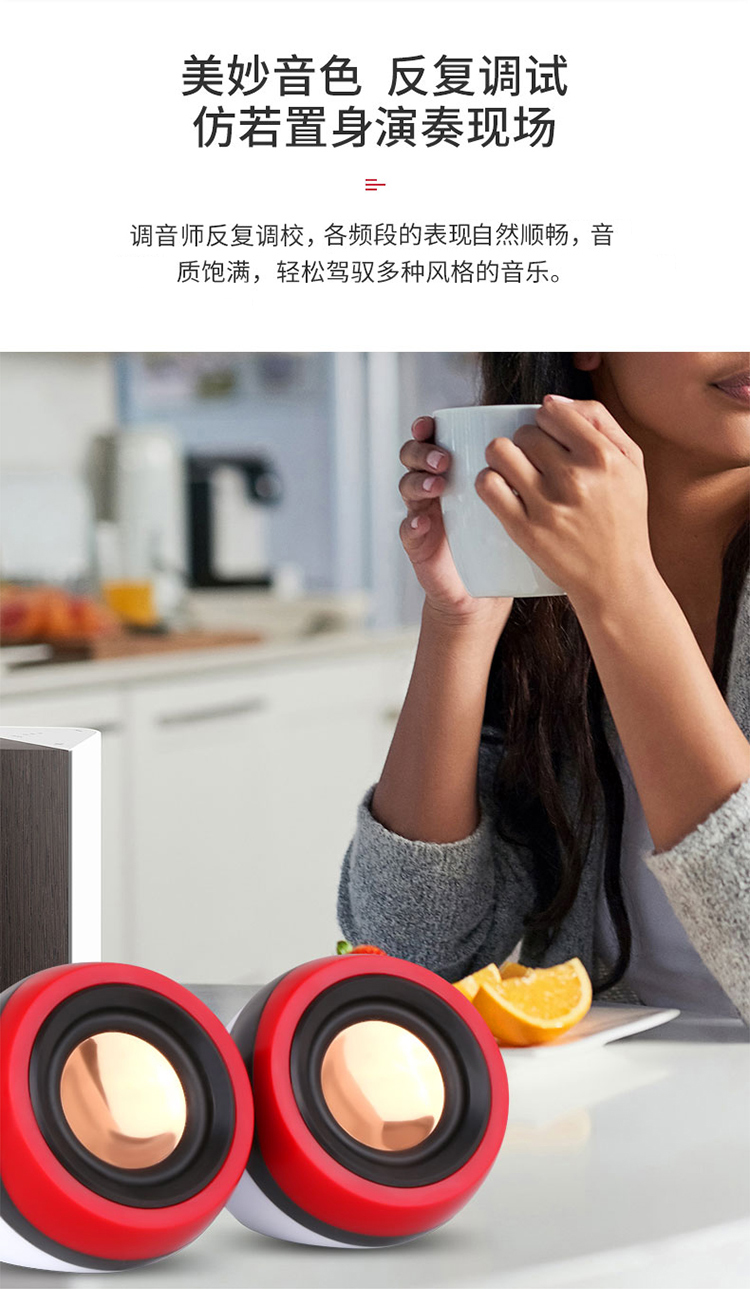 美妙音色 反复调试
仿若置身演奏现场
调音师反复调校，各频段的表现自然顺畅，音
质饱满，轻松驾驭多种风格的音乐。